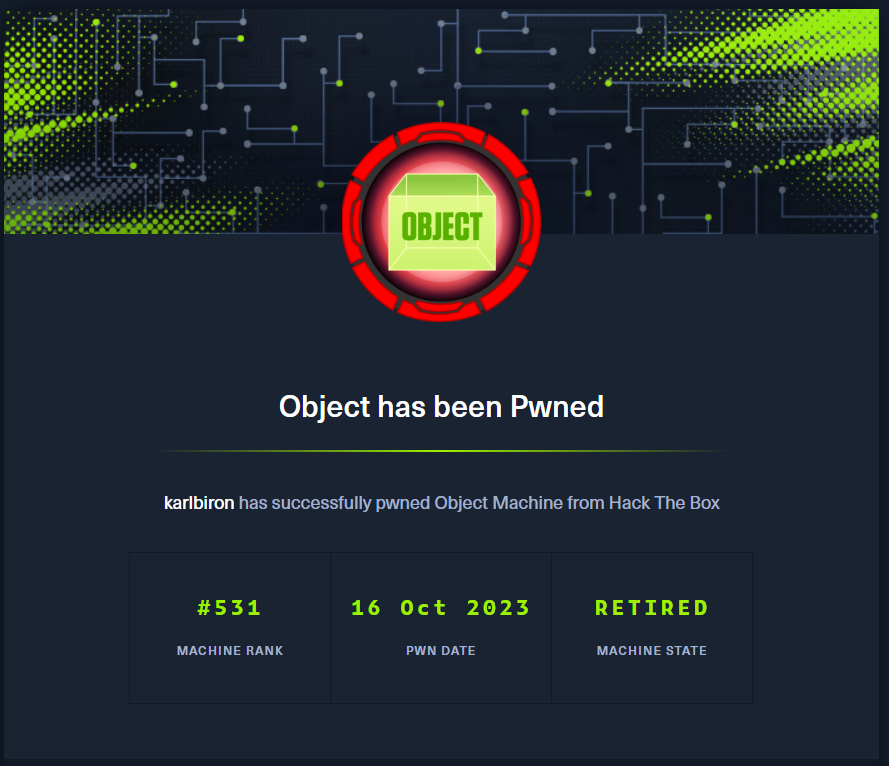 OBJECT
Object has been Pwned
karlbiron has successfully pwned Object Machine from Hack The Box
#531 16 Oct 2023 RETIRED
MACHINE RANK PWN DATE MACHINE STATE